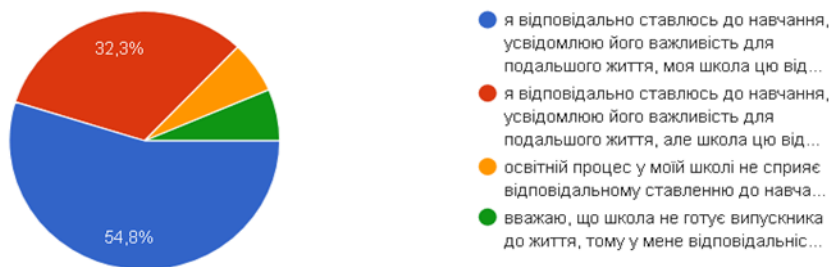 32,3%
54,8%
я відповідально ставлюсь до навчання,
усвідомлюю його важливість для
подальшого життя, моя школа цю від...
я відповідально ставлюсь до навчання,
усвідомлюю його важливість для
подальшого життя, але школа цю від...
освітній процес у моїй школі не сприяє
відповідальному ставленню до навча...
вважаю, що школа не готує випускника
до життя, тому у мене відповідальніс...